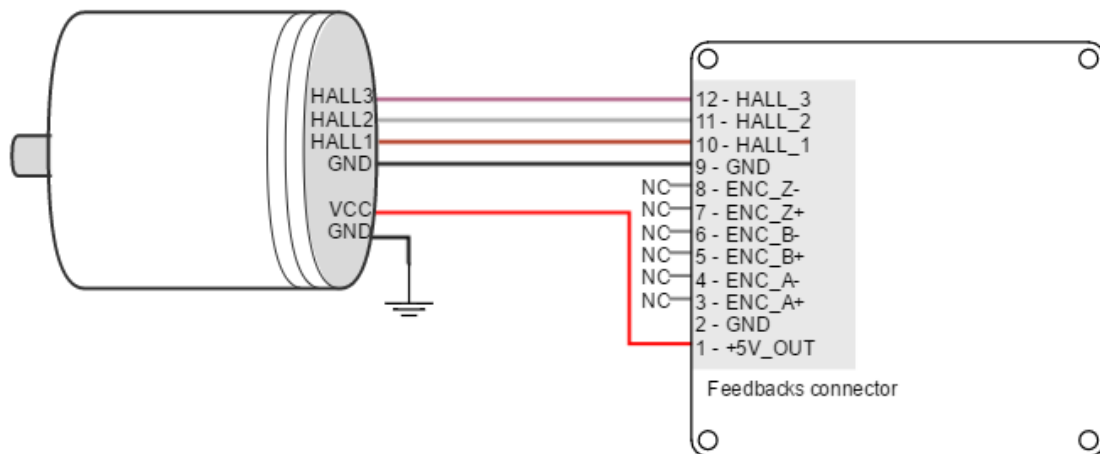 HALL3
HALL2
HALL1
GND
VCC
GND
12 - HALL_3
11 - HALL_2
10 - HALL_1
9 - GND
NC 8 - ENC_Z-
NC 7 - ENC_Z+
NC 6 - ENC_B-
NC 5 - ENC_B+
NC 4 - ENC_A-
NC 3 - ENC_A+
2 - GND
1 - +5V_OUT
Feedbacks connector